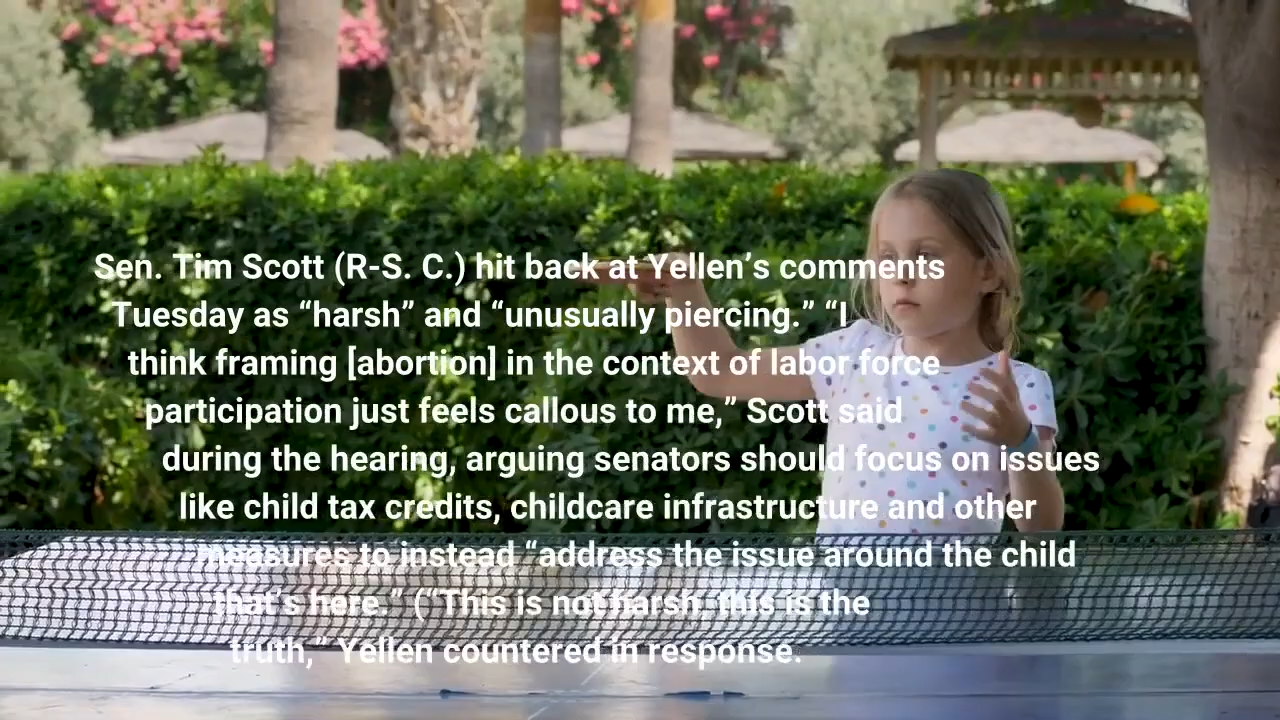 Sen. Tim Scott (R-S. C.) hit back at Yellen’s comments
Tuesday as “harsh” and “unusually piercing.” “I
think framing [abortion] in the context of labor force
participation just feels callous to me,” Scott said
during the hearing, arguing senators should focus on issues
like child tax credits, childcare infrastructure and other
measures to instead “address the issue around the child
that’s here.” (“This is not harsh, this is the
truth,” Yellen countered in response.